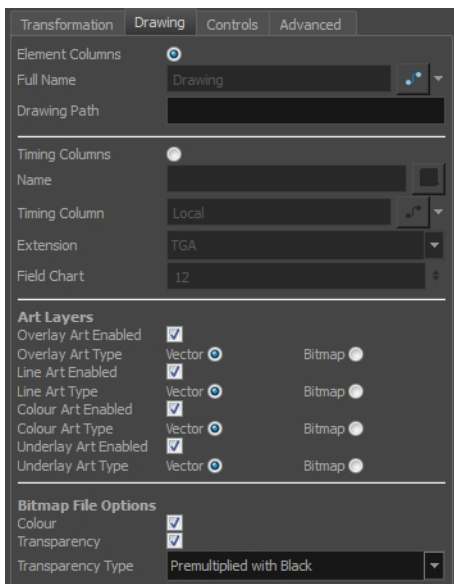 Transformation Drawing Controls Advanced
Element Columns
Full Name Drawing
Drawing Path
Timing Columns
Name
Timing Column Local
Extension TGA
Field Chart 12
Art Layers
Overlay Art Enabled
Overlay Art Type Vector Bitmap
Line Art Enabled
Line Art Type Vector Bitmap
Colour Art Enabled
Colour Art Type Vector Bitmap
Underlay Art Enabled
Underlay Art Type Vector Bitmap
Bitmap File Options
Colour
Transparency
Transparency Type Premultiplied with Black